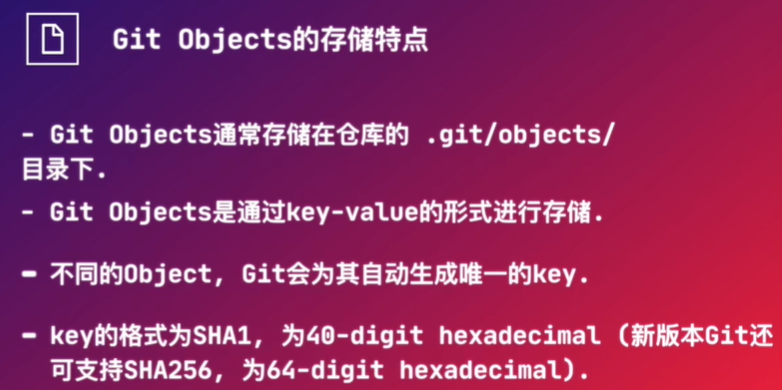 Git Objects的存储特点
- Git Objects通常存储在仓库的 .git/objects/
目录下.
- Git Objects是通过key-value的形式进行存储.
- 不同的Object, Git会为其自动生成唯一的key.
- key的格式为SHA1, 为40-digit hexadecimal (新版本Git还
可支持SHA256, 为64-digit hexadecimal).